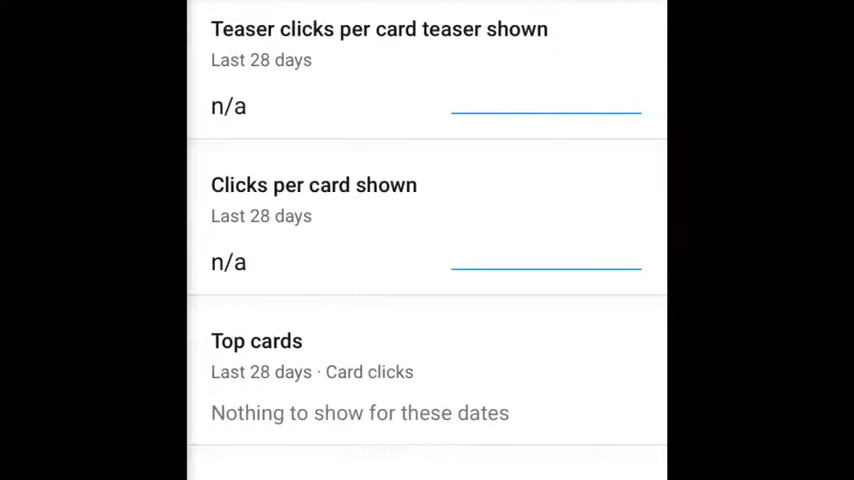 Teaser clicks per card teaser shown
Last 28 days
n/a
Clicks per card shown
Last 28 days
n/a
Top cards
Last 28 days · Card clicks
Nothing to show for these dates